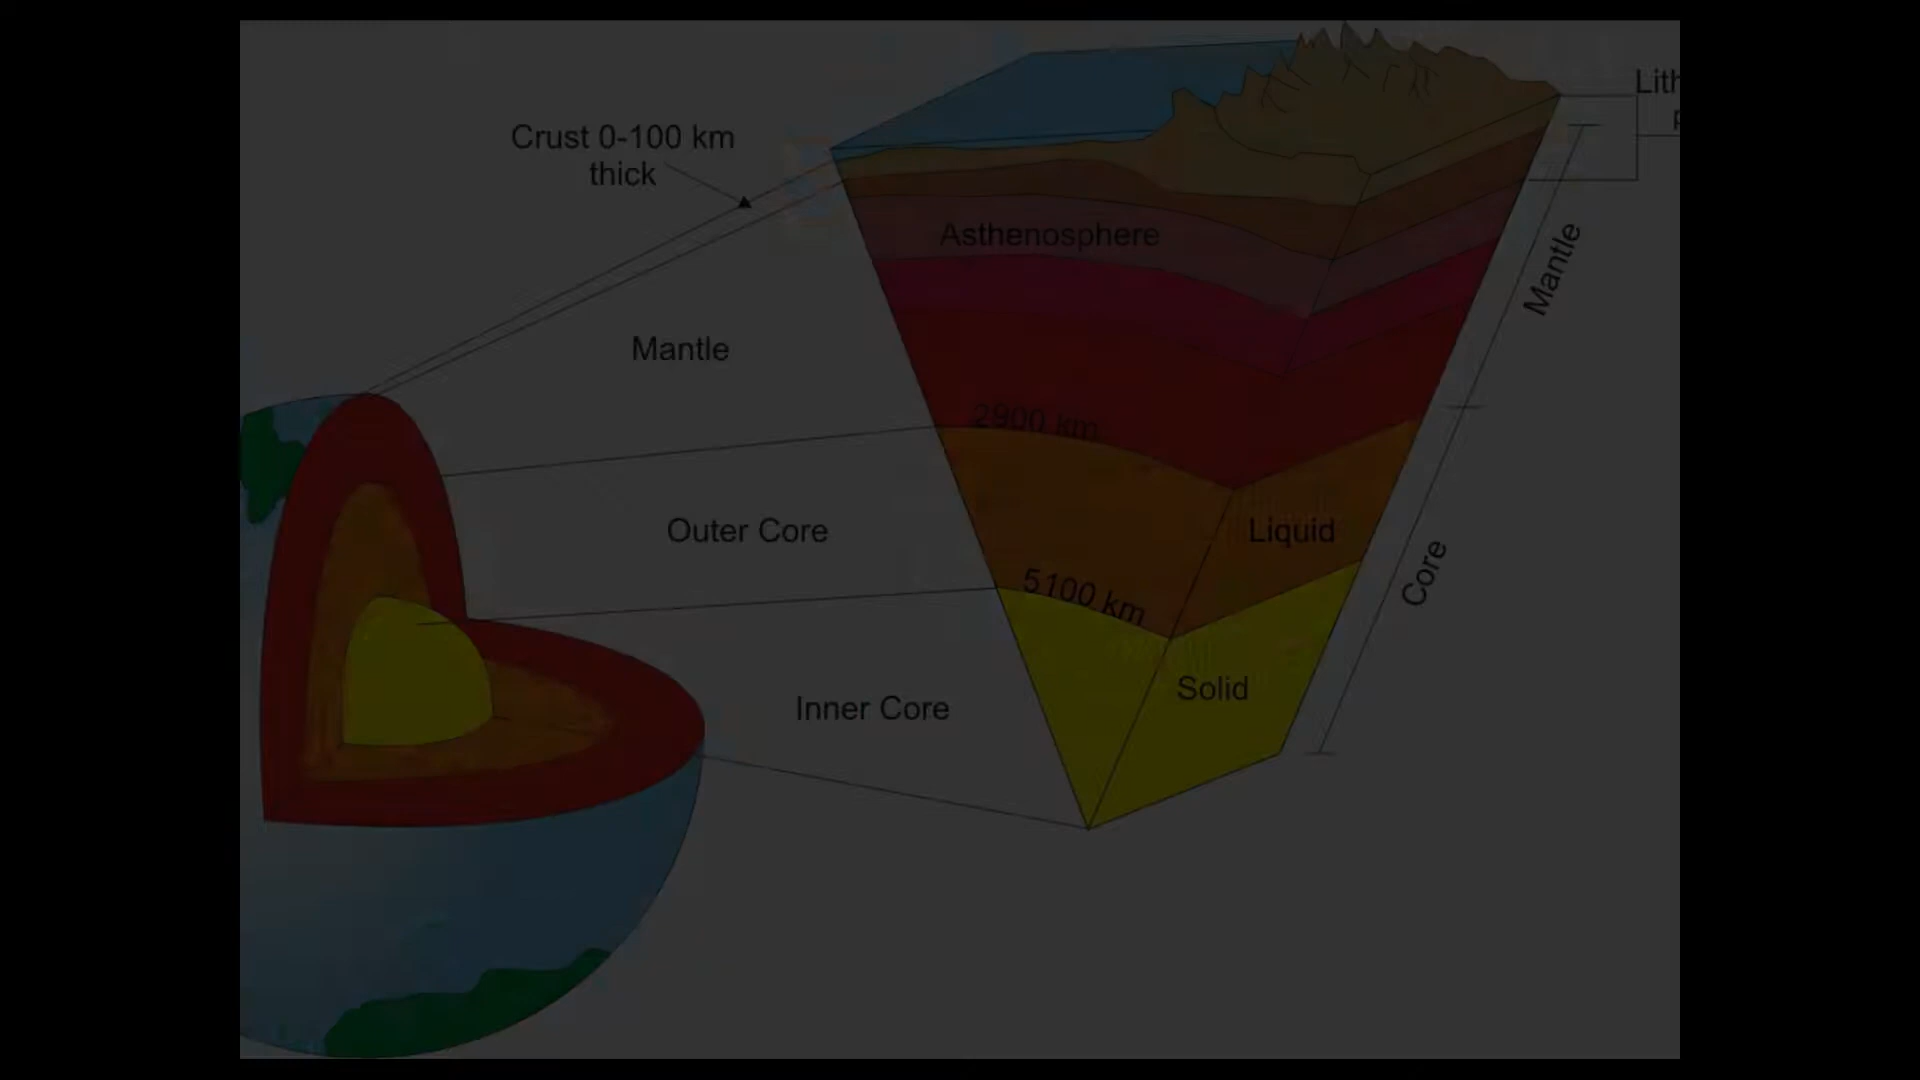 Lith
p
Crust 0-100 km
thick
Asthenosphere
Mantle
Mantle
2900 km
Outer Core
Liquid
Core
5100 km
Solid
Inner Core